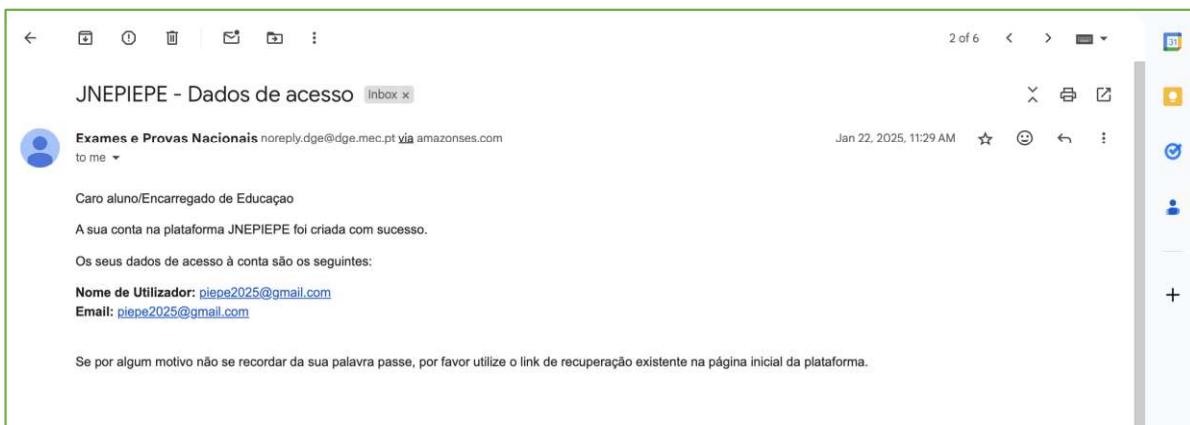 2 of 6
JNEPIEPE - Dados de acesso Inbox x
Exames e Provas Nacionais noreply.dge@dge.mec.pt via amazonses.com
Jan 22, 2025, 11:29 AM
to me
Caro aluno/Encarregado de Educaçao
A sua conta na plataforma JNEPIEPE foi criada com sucesso.
Os seus dados de acesso à conta são os seguintes:
Nome de Utilizador: piepe2025@gmail.com
Email: piepe2025@gmail.com
Se por algum motivo não se recordar da sua palavra passe, por favor utilize o link de recuperação existente na página inicial da plataforma.
31